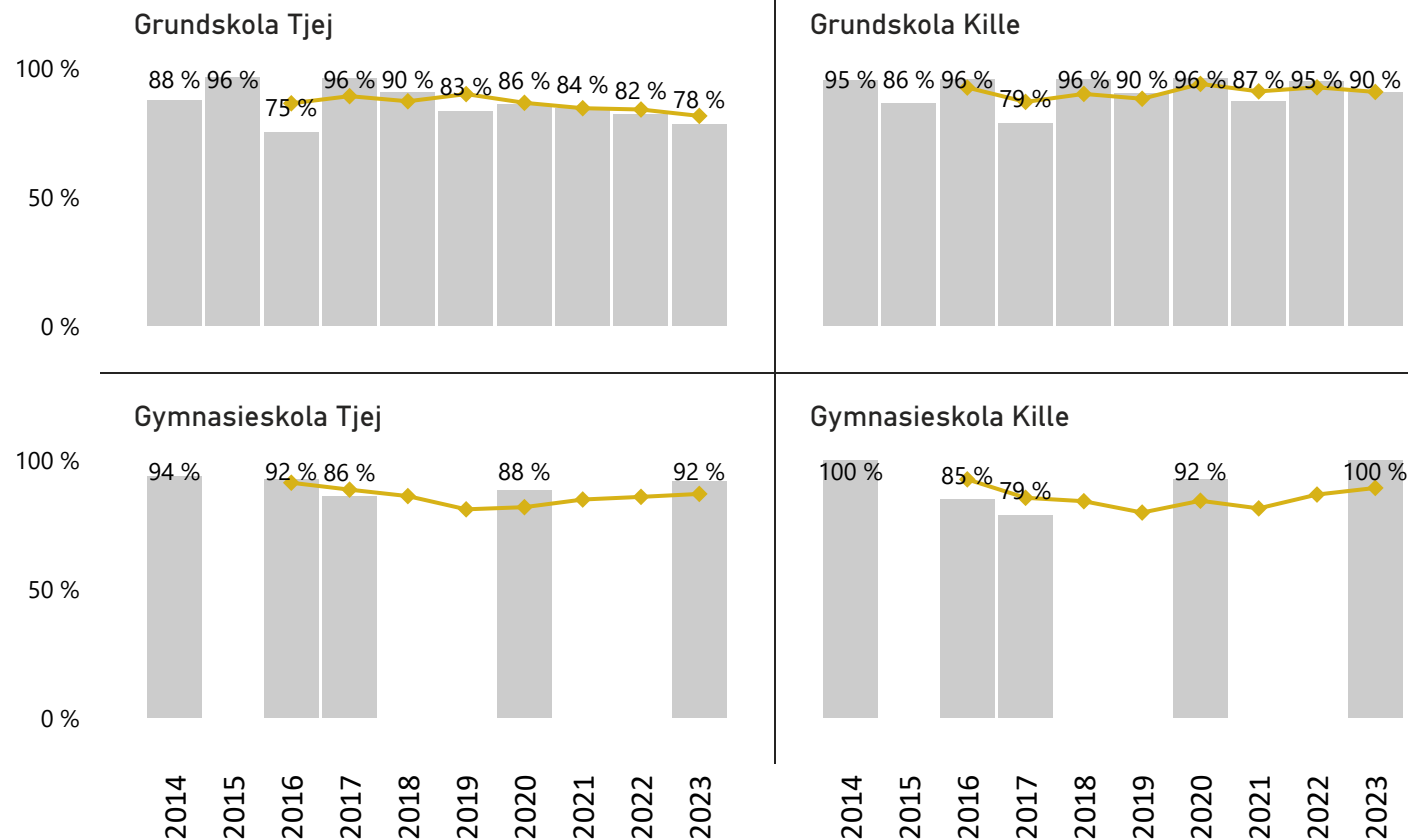 Grundskola Tjej
Grundskola Kille
100 %
50 %
0 %
88 % 96 % 75 % 96 % 90 % 83 % 86 % 84 % 82 % 78 %
95 % 86 % 96 % 79 % 96 % 90 % 96 % 87 % 95 % 90 %
Gymnasieskola Tjej
Gymnasieskola Kille
100 %
50 %
0 %
94 % 92 % 86 % 88 % 92 %
100 % 85 % 79 % 92 % 100 %
2014 2015 2016 2017 2018 2019 2020 2021 2022 2023
2014 2015 2016 2017 2018 2019 2020 2021 2022 2023